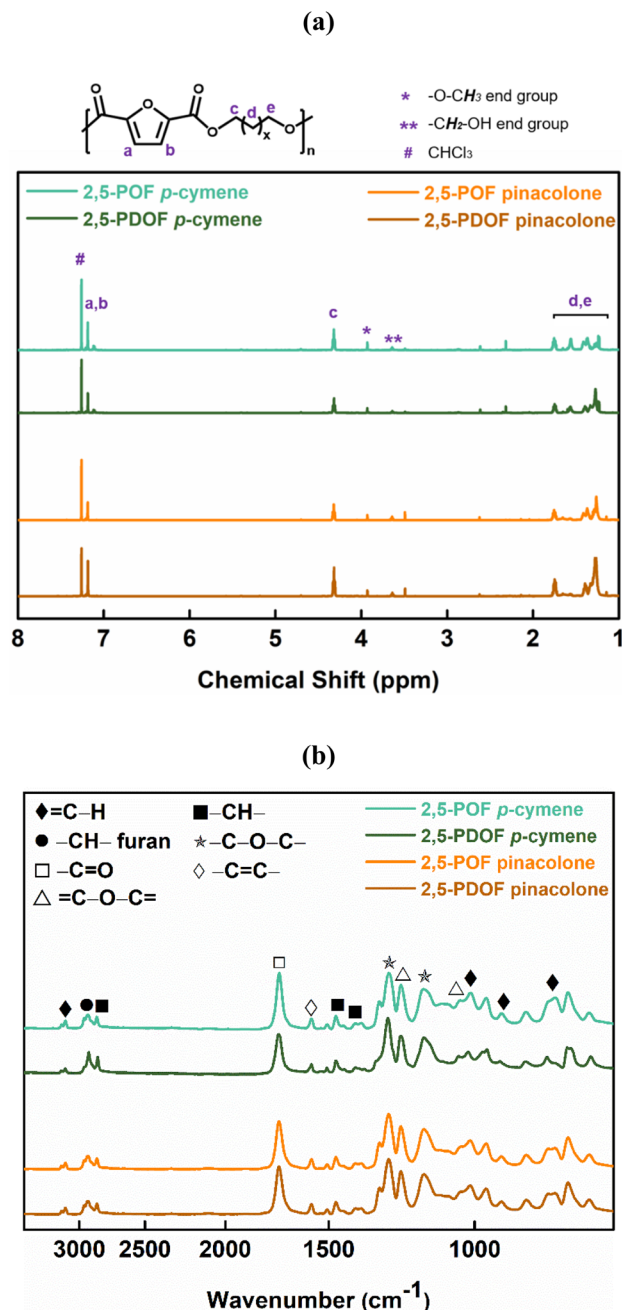 (a)
O O O O O
c d e x n
a b
* -O-CH₃ end group
** -CH₂-OH end group
# CHCl₃
2,5-POF p-cymene 2,5-POF pinacolone
2,5-PDOF p-cymene 2,5-PDOF pinacolone
#
a,b c * ** d,e
8 7 6 5 4 3 2 1
Chemical Shift (ppm)
(b)
♦=C–H ■ –CH– 2,5-POF p-cymene
● –CH– furan ☆–C–O–C– 2,5-PDOF p-cymene
□ –C=O ◇ –C=C– 2,5-POF pinacolone
△ =C–O–C= 2,5-PDOF pinacolone
3000 2500 2000 1500 1000
Wavenumber (cm⁻¹)